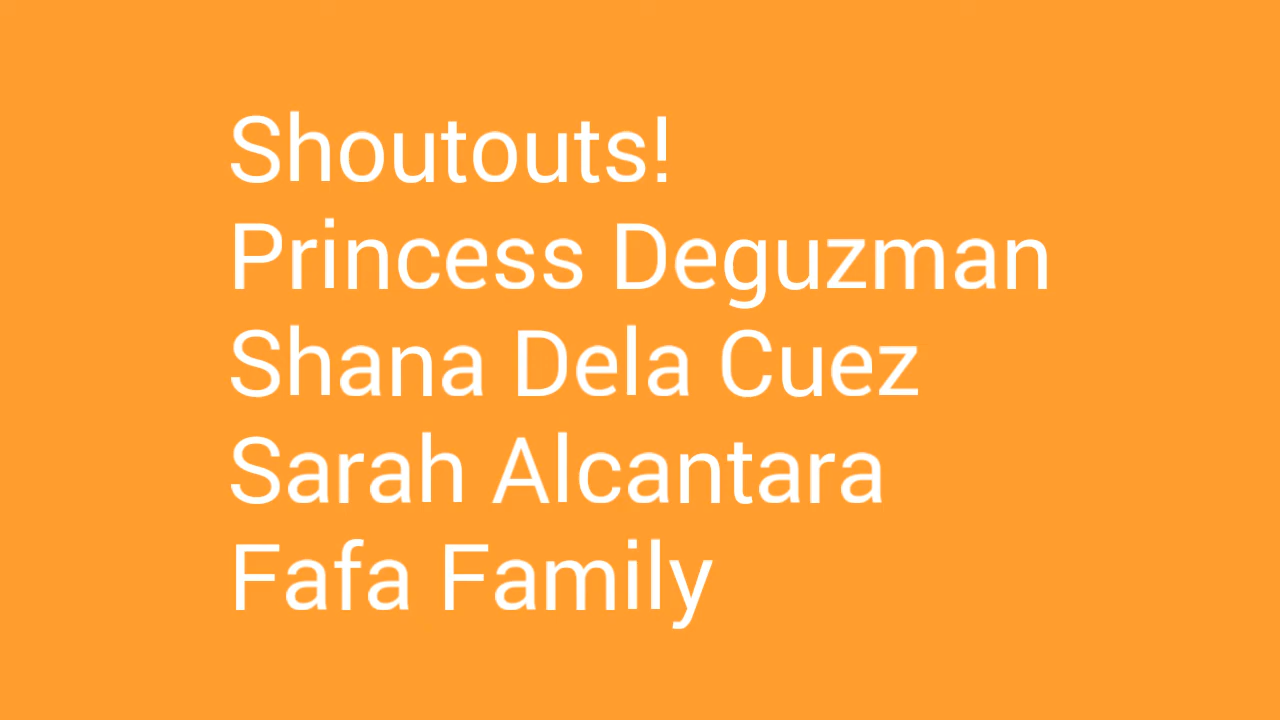 Shoutouts!
Princess Deguzman
Shana Dela Cuez
Sarah Alcantara
Fafa Family